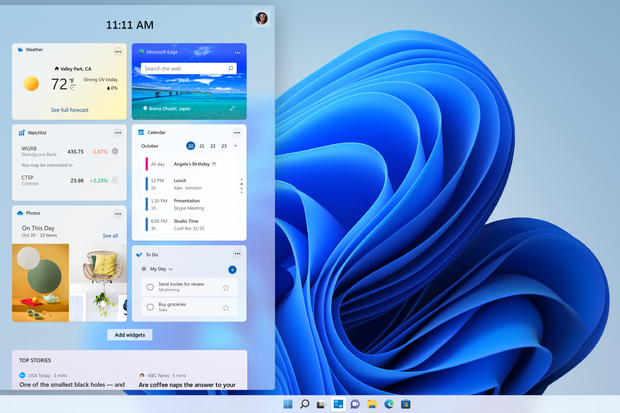 11:11 AM
Weather
Valley Park, CA
72 °F
°C
Strong UV today
0%
See full forecast
Microsoft Edge
Search the web
Ikema Ohashi, Japan
Watchlist
WGRB
Woodgrove Bank
435.75
-1.67%
You may be interested in
CTSP
Contoso
23.98
+2.23%
Calendar
October
20 21 22 23
All day Angela's Birthday
12 PM Lunch
1h Alex Johnson
1:30 PM Presentation
1h Skype Meeting
6:00 PM Studio Time
3h Conf Rm 32/35
Photos
On This Day
Oct 20 · 33 items
See all
To Do
My Day
Send invites for review
Buy groceries
Add widgets
TOP STORIES
USA Today · 3 mins
One of the smallest black holes — and
NBC News · 5 mins
Are coffee naps the answer to your